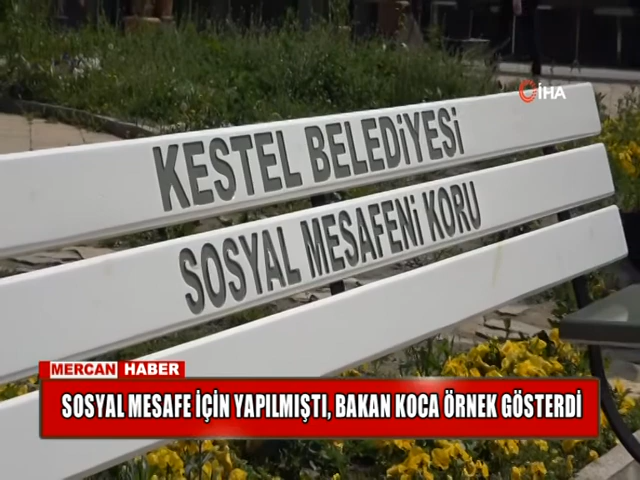 İHA
KESTEL BELEDİYESİ
SOSYAL MESAFENİ KORU
MERCAN HABER
SOSYAL MESAFE İÇİN YAPILMIŞTI, BAKAN KOCA ÖRNEK GÖSTERDİ